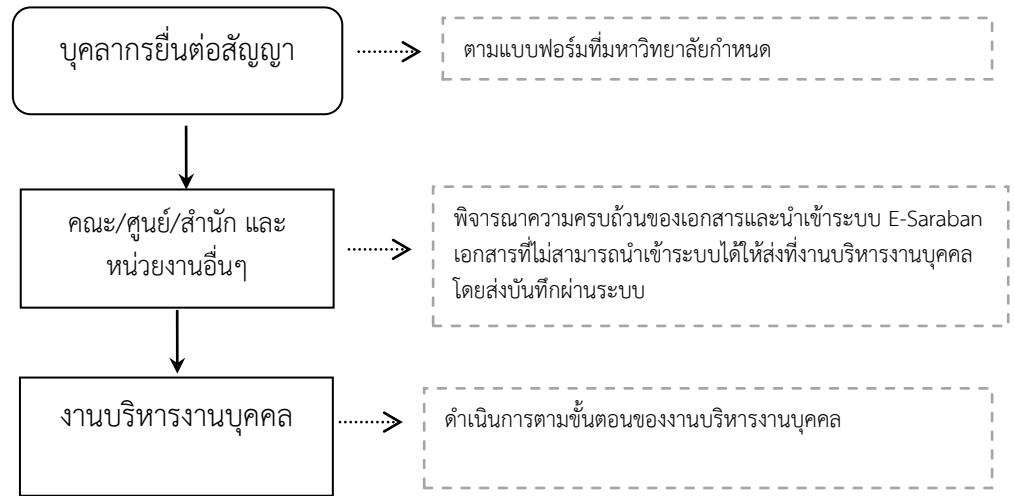 บุคลากรยื่นต่อสัญญา
ตามแบบฟอร์มที่มหาวิทยาลัยกำหนด
คณะ/ศูนย์/สำนัก และ
หน่วยงานอื่นๆ
พิจารณาความครบถ้วนของเอกสารและนำเข้าระบบ E-Saraban
เอกสารที่ไม่สามารถนำเข้าระบบได้ให้ส่งที่งานบริหารงานบุคคล
โดยส่งบันทึกผ่านระบบ
งานบริหารงานบุคคล
ดำเนินการตามขั้นตอนของงานบริหารงานบุคคล